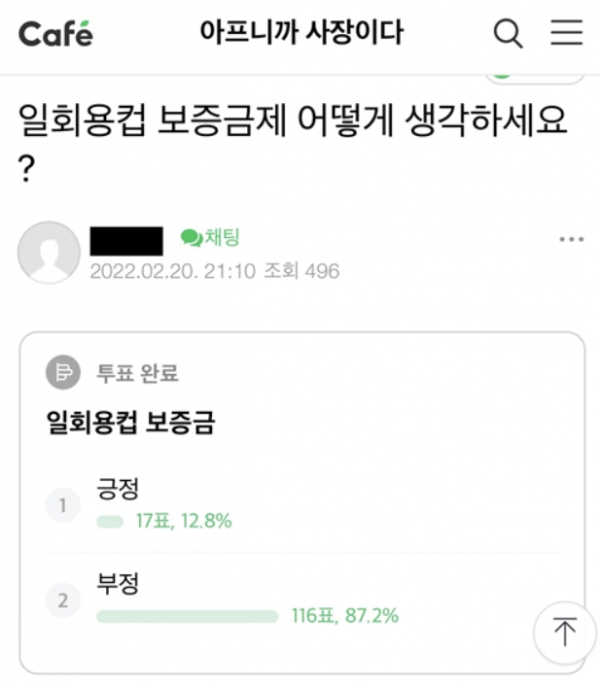 Café
아프니까 사장이다
일회용컵 보증금제 어떻게 생각하세요
?
채팅
2022.02.20. 21:10 조회 496
투표 완료
일회용컵 보증금
1
긍정
17표, 12.8%
2
부정
116표, 87.2%